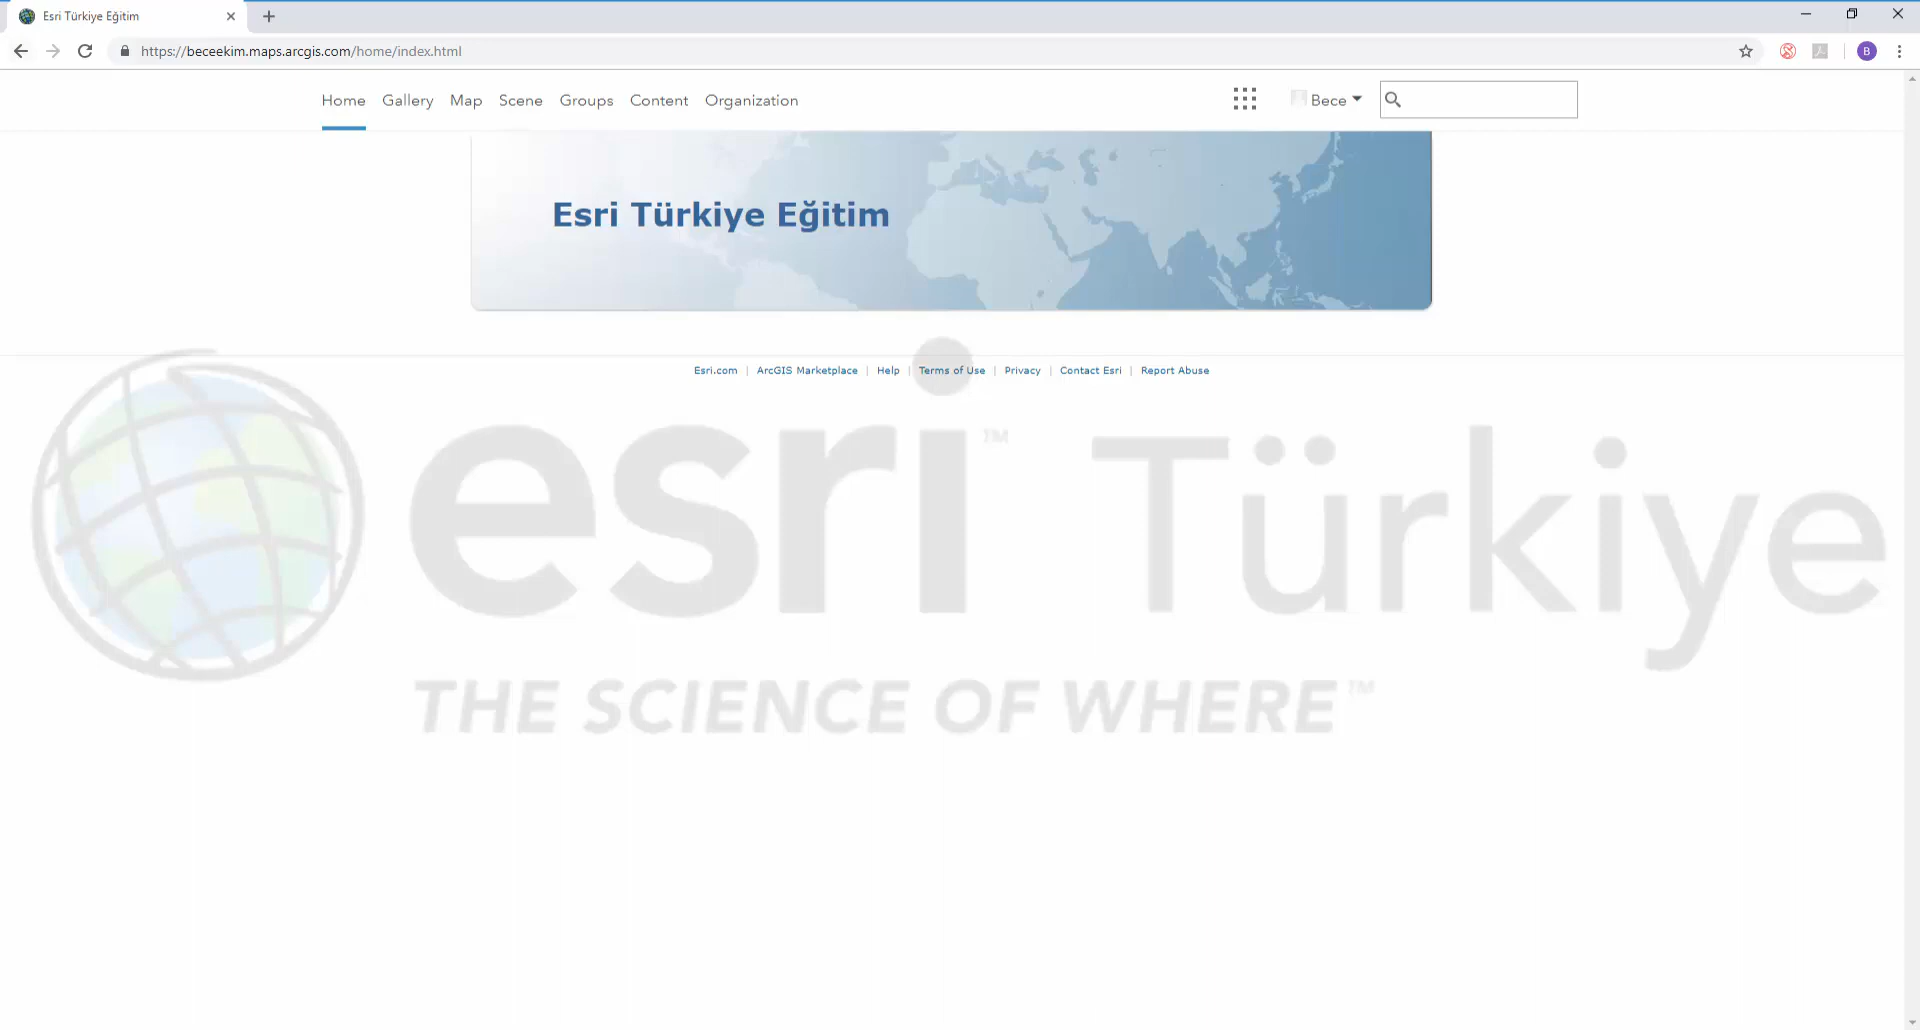 Esri Türkiye Eğitim
https://beceekim.maps.arcgis.com/home/index.html
B
Home Gallery Map Scene Groups Content Organization Bece
Esri Türkiye Eğitim
Esri.com | ArcGIS Marketplace | Help | Terms of Use | Privacy | Contact Esri | Report Abuse
esri™ Türkiye
THE SCIENCE OF WHERE™